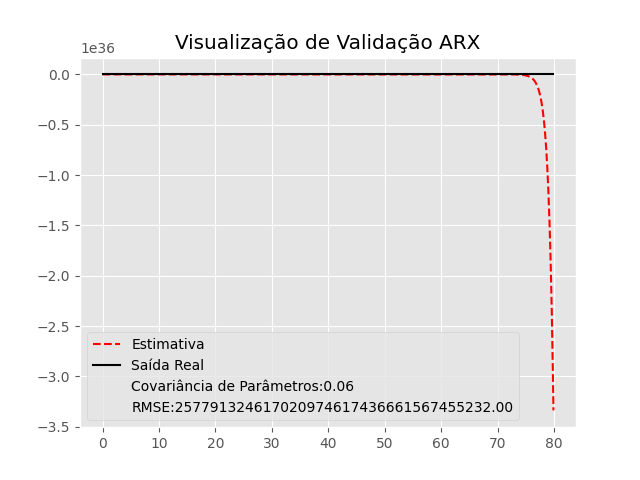 Visualização de Validação ARX
1e36
0.0
−0.5
−1.0
−1.5
−2.0
−2.5
−3.0
−3.5
Estimativa
Saída Real
Covariância de Parâmetros:0.06
RMSE:257791324617020974617436661567455232.00
0 10 20 30 40 50 60 70 80